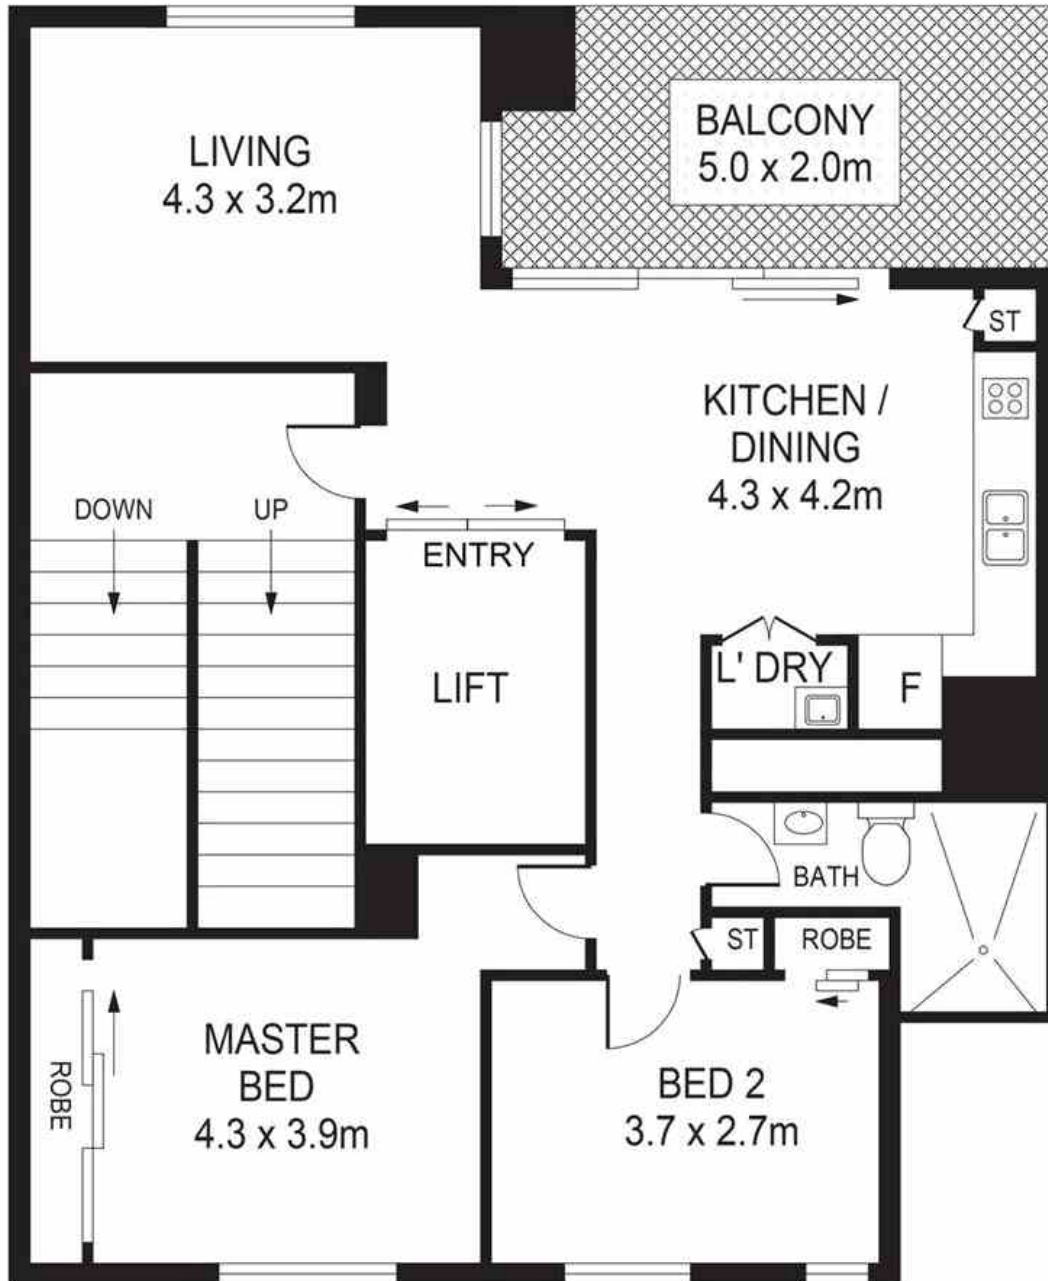 LIVING
4.3 x 3.2m
BALCONY
5.0 x 2.0m
ST
KITCHEN /
DINING
4.3 x 4.2m
DOWN
UP
ENTRY
LIFT
L' DRY
F
BATH
ST
ROBE
ROBE
MASTER
BED
4.3 x 3.9m
BED 2
3.7 x 2.7m